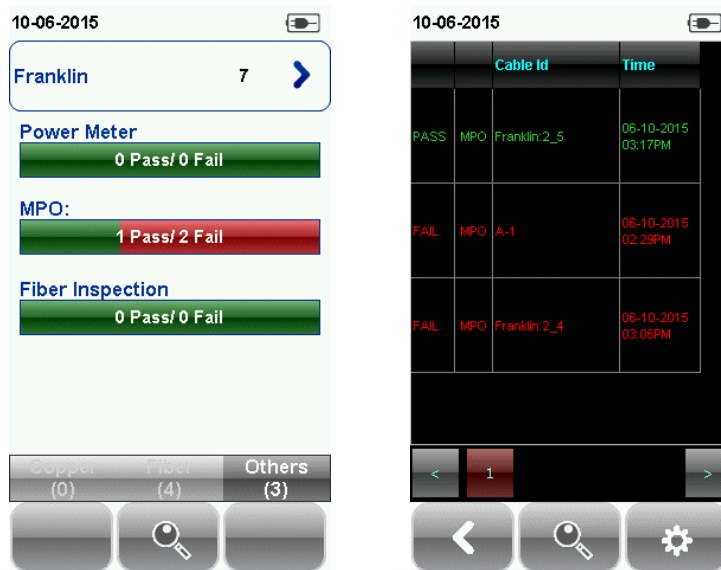 10-06-2015
Franklin 7
Power Meter
0 Pass/ 0 Fail
MPO:
1 Pass/ 2 Fail
Fiber Inspection
0 Pass/ 0 Fail
Copper (0)
Fiber (4)
Others (3)
10-06-2015
Cable Id Time
PASS MPO Franklin:2_5 06-10-2015 03:17PM
FAIL MPO A-1 06-10-2015 02:29PM
FAIL MPO Franklin:2_4 06-10-2015 03:06PM
< 1 >